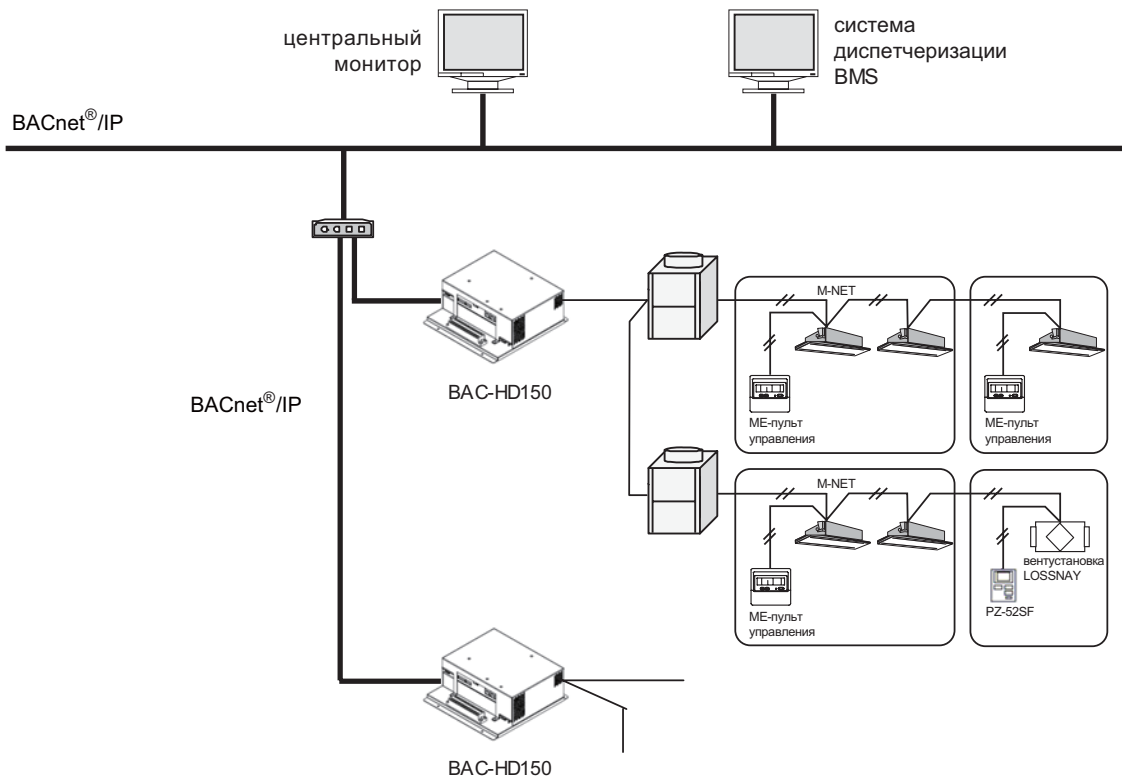 центральный
монитор
система
диспетчеризации
BMS
BACnet®/IP
BAC-HD150
M-NET
ME-пульт
управления
ME-пульт
управления
BACnet®/IP
M-NET
ME-пульт
управления
вентустановка
LOSSNAY
PZ-52SF
BAC-HD150